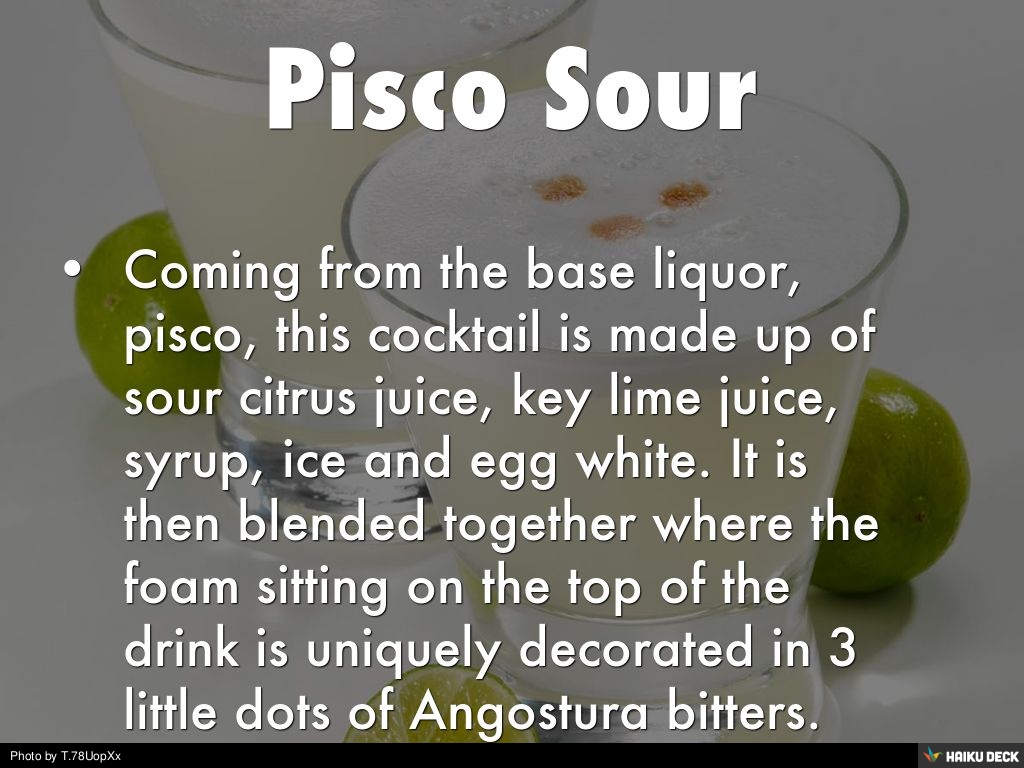 Pisco Sour
• Coming from the base liquor,
pisco, this cocktail is made up of
sour citrus juice, key lime juice,
syrup, ice and egg white. It is
then blended together where the
foam sitting on the top of the
drink is uniquely decorated in 3
little dots of Angostura bitters.
Photo by T.78UopXx
HAIKU DECK